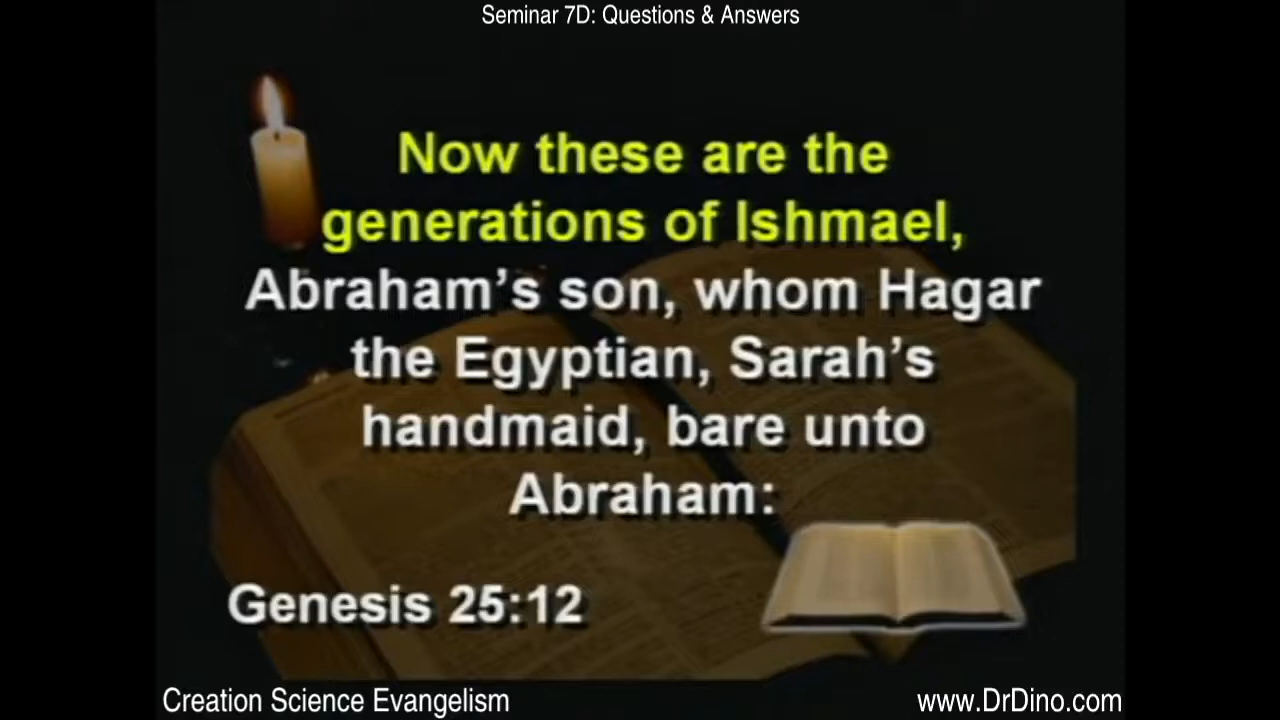 Seminar 7D: Questions & Answers
Now these are the
generations of Ishmael,
Abraham’s son, whom Hagar
the Egyptian, Sarah’s
handmaid, bare unto
Abraham:
Genesis 25:12
Creation Science Evangelism
www.DrDino.com